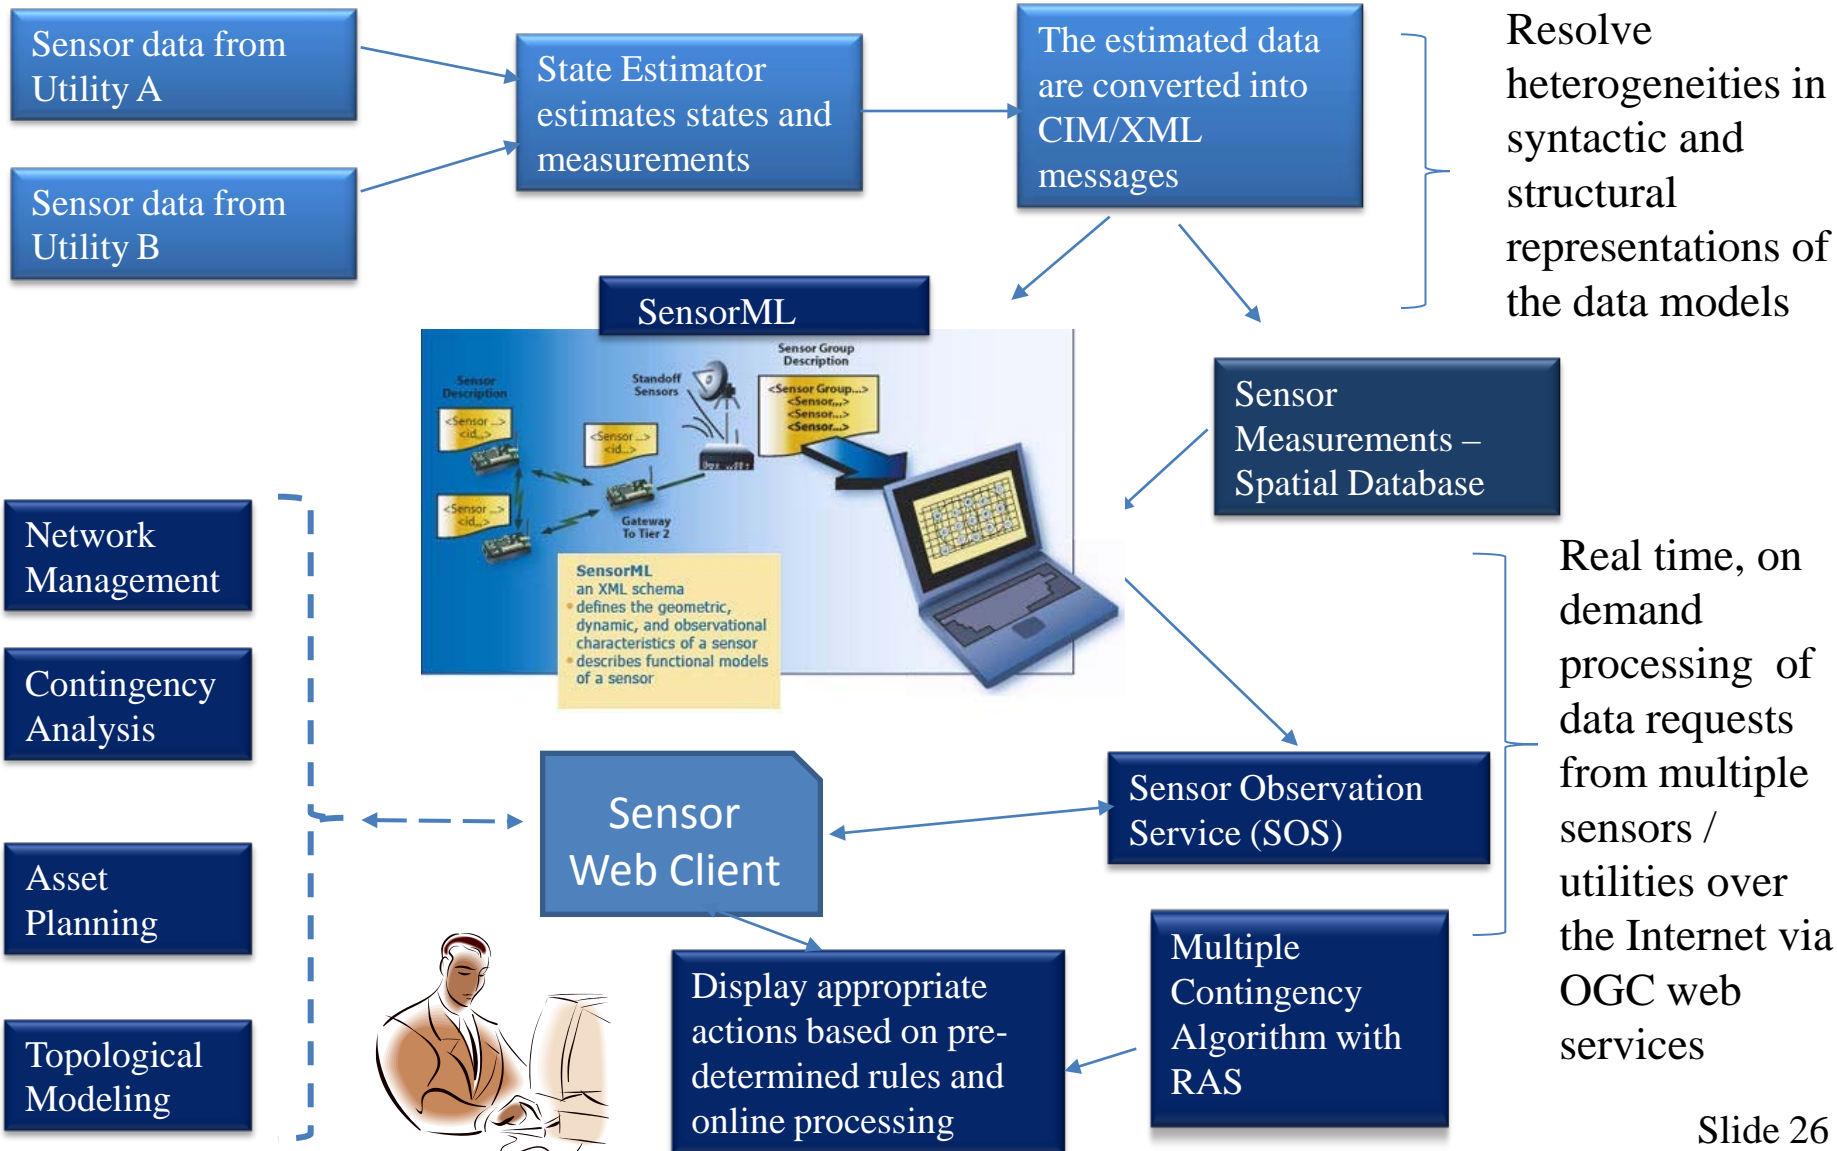 Sensor data from
Utility A
Sensor data from
Utility B
State Estimator
estimates states and
measurements
The estimated data
are converted into
CIM/XML
messages
Resolve
heterogeneities in
syntactic and
structural
representations of
the data models
SensorML
Sensor
Description
<Sensor ...>
<id...>
<Sensor ...>
<id...>
<Sensor ...>
<id...>
Standoff
Sensors
Gateway
To Tier 2
Sensor Group
Description
<Sensor Group...>
<Sensor...>
<Sensor...>
<Sensor...>
SensorML
an XML schema
• defines the geometric,
dynamic, and observational
characteristics of a sensor
• describes functional models
of a sensor
Sensor
Measurements –
Spatial Database
Network
Management
Contingency
Analysis
Asset
Planning
Topological
Modeling
Sensor
Web Client
Sensor Observation
Service (SOS)
Real time, on
demand
processing of
data requests
from multiple
sensors /
utilities over
the Internet via
OGC web
services
Display appropriate
actions based on pre-
determined rules and
online processing
Multiple
Contingency
Algorithm with
RAS
Slide 26